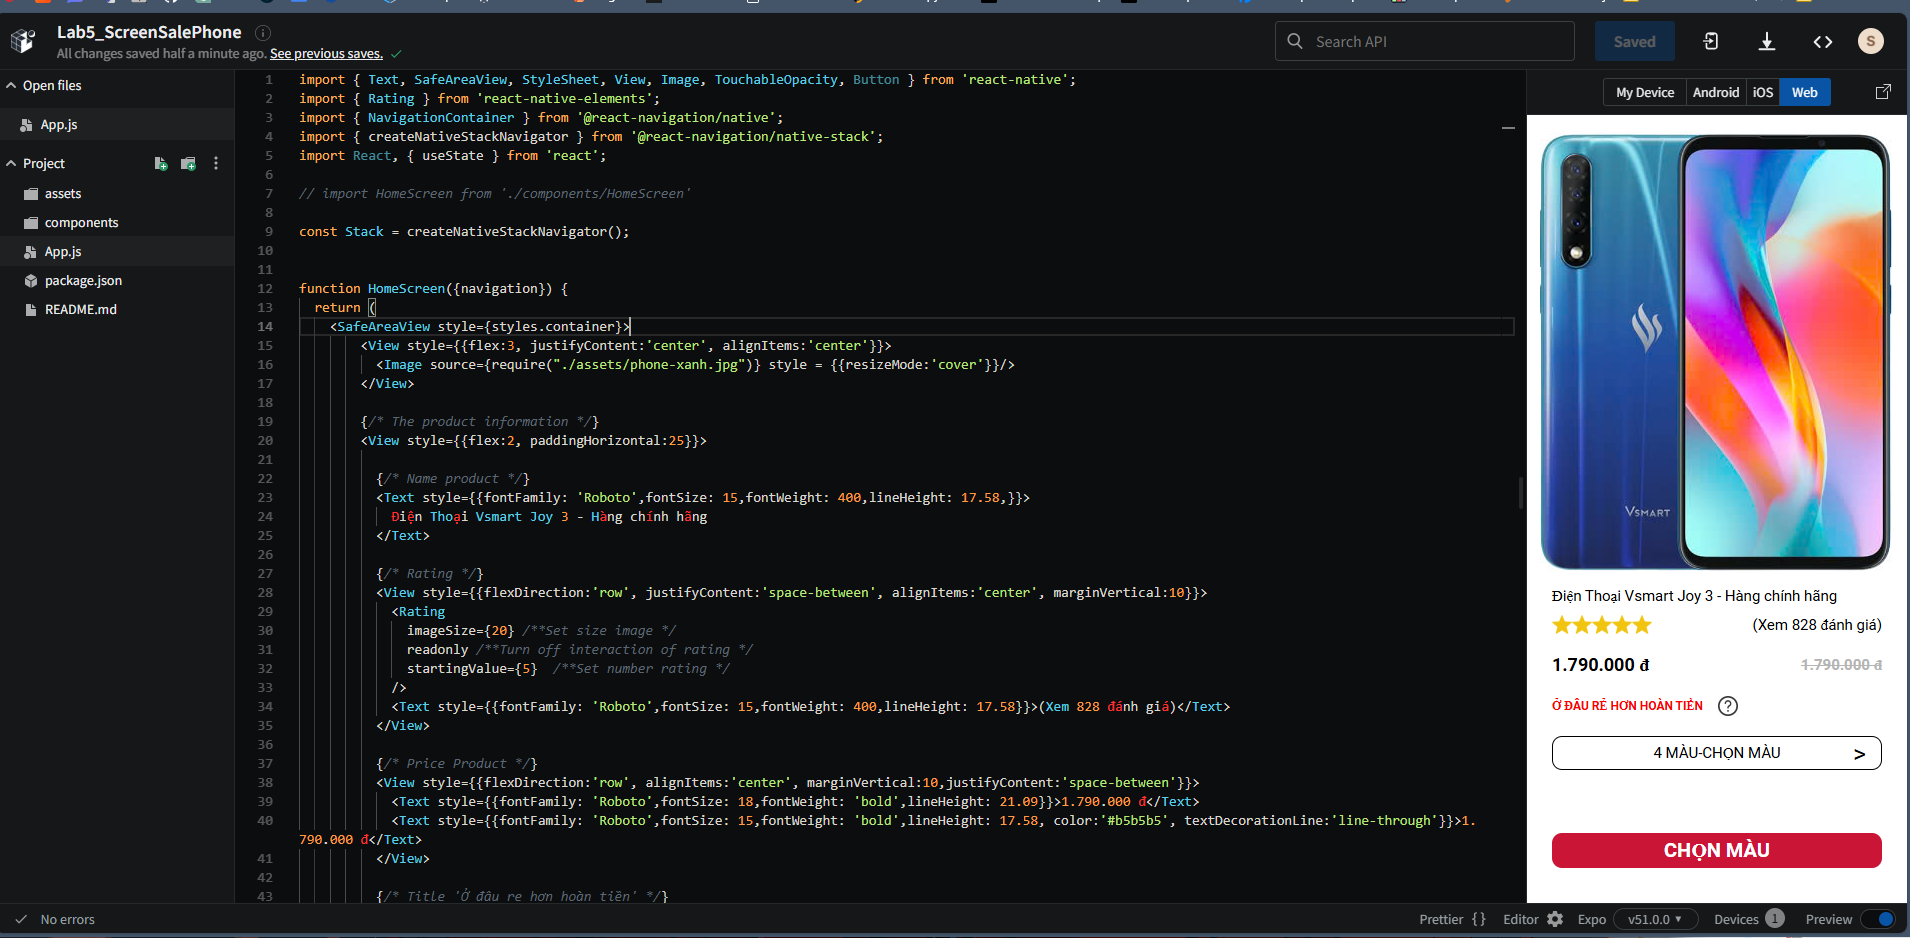 Lab5_ScreenSalePhone
All changes saved half a minute ago. See previous saves.
Search API
Saved
S
Open files
App.js
Project
assets
components
App.js
package.json
README.md
1 import { Text, SafeAreaView, StyleSheet, View, Image, TouchableOpacity, Button } from 'react-native';
2 import { Rating } from 'react-native-elements';
3 import { NavigationContainer } from '@react-navigation/native';
4 import { createNativeStackNavigator } from '@react-navigation/native-stack';
5 import React, { useState } from 'react';
6
7 // import HomeScreen from './components/HomeScreen'
8
9 const Stack = createNativeStackNavigator();
10
11
12 function HomeScreen({navigation}) {
13 return (
14 <SafeAreaView style={styles.container}>
15 <View style={{flex:3, justifyContent:'center', alignItems:'center'}}>
16 <Image source={require("./assets/phone-xanh.jpg")} style = {{resizeMode:'cover'}}/>
17 </View>
18
19 {/* The product information */}
20 <View style={{flex:2, paddingHorizontal:25}}>
21
22 {/* Name product */}
23 <Text style={{fontFamily: 'Roboto',fontSize: 15,fontWeight: 400,lineHeight: 17.58,}}>
24 Điện Thoại Vsmart Joy 3 - Hàng chính hãng
25 </Text>
26
27 {/* Rating */}
28 <View style={{flexDirection:'row', justifyContent:'space-between', alignItems:'center', marginVertical:10}}>
29 <Rating
30 imageSize={20} /**Set size image */
31 readonly /**Turn off interaction of rating */
32 startingValue={5}  /**Set number rating */
33 />
34 <Text style={{fontFamily: 'Roboto',fontSize: 15,fontWeight: 400,lineHeight: 17.58}}>(Xem 828 đánh giá)</Text>
35 </View>
36
37 {/* Price Product */}
38 <View style={{flexDirection:'row', alignItems:'center', marginVertical:10,justifyContent:'space-between'}}>
39 <Text style={{fontFamily: 'Roboto',fontSize: 18,fontWeight: 'bold',lineHeight: 21.09}}>1.790.000 đ</Text>
40 <Text style={{fontFamily: 'Roboto',fontSize: 15,fontWeight: 'bold',lineHeight: 17.58, color:'#b5b5b5', textDecorationLine:'line-through'}}>1.
790.000 đ</Text>
41 </View>
42
43 {/* Title 'Ở đâu re hơn hoàn tiền' */}
My Device Android iOS Web
VSMART
Điện Thoại Vsmart Joy 3 - Hàng chính hãng
(Xem 828 đánh giá)
1.790.000 đ 1.790.000 đ
Ở ĐÂU RẺ HƠN HOÀN TIỀN ?
4 MÀU-CHỌN MÀU >
CHỌN MÀU
No errors
Prettier {} Editor Expo v51.0.0 Devices 1 Preview